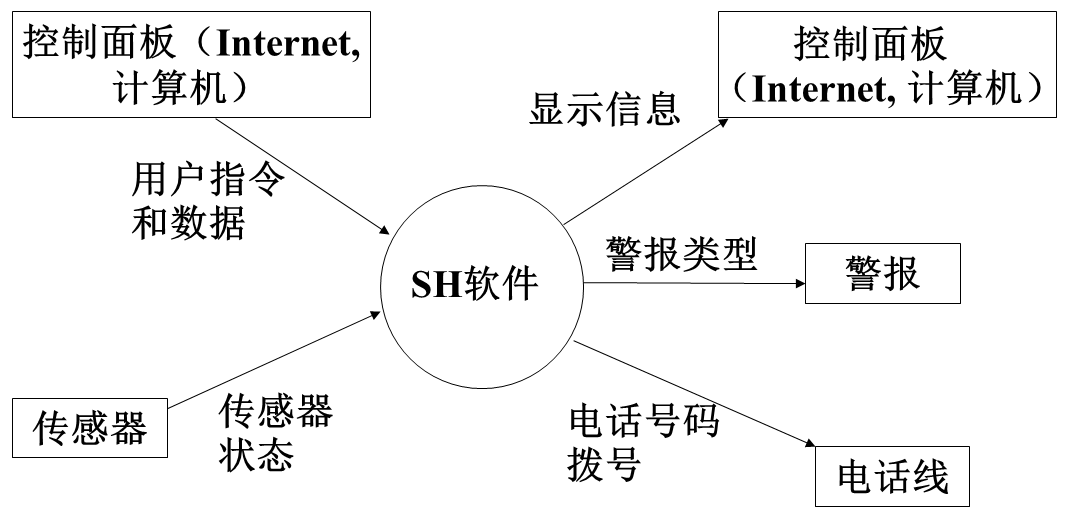 控制面板（Internet,
计算机）
控制面板
（Internet, 计算机）
显示信息
用户指令
和数据
警报类型
警报
SH软件
传感器
传感器
状态
电话号码
拨号
电话线